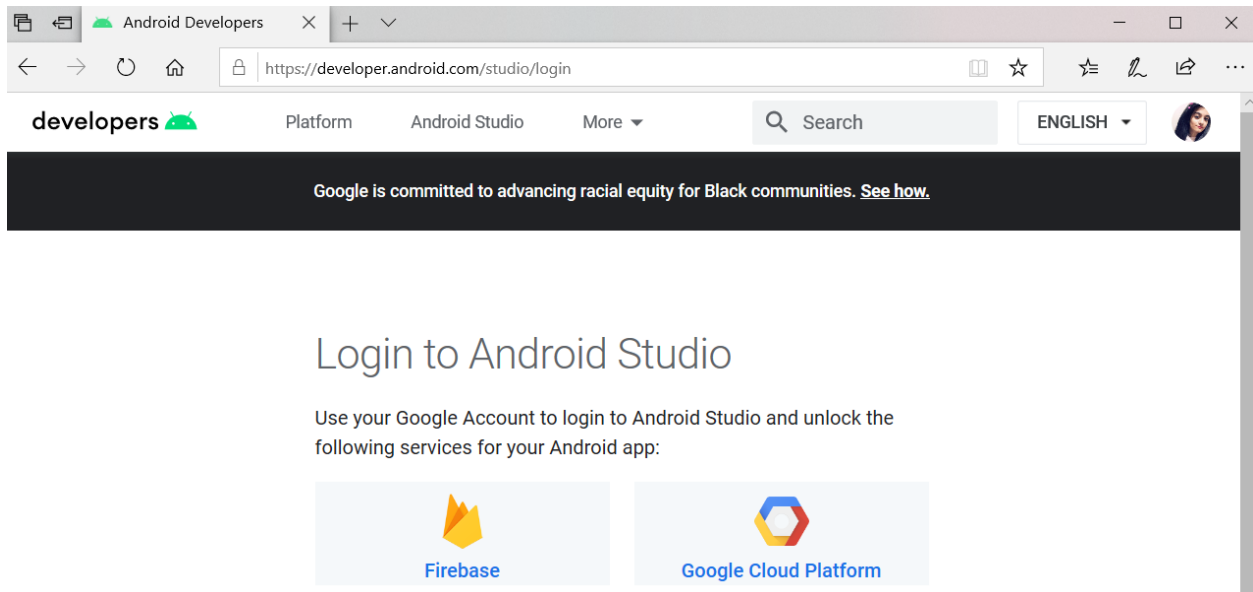 Android Developers
https://developer.android.com/studio/login
developers Platform Android Studio More Search ENGLISH
Google is committed to advancing racial equity for Black communities. See how.
Login to Android Studio
Use your Google Account to login to Android Studio and unlock the
following services for your Android app:
Firebase Google Cloud Platform